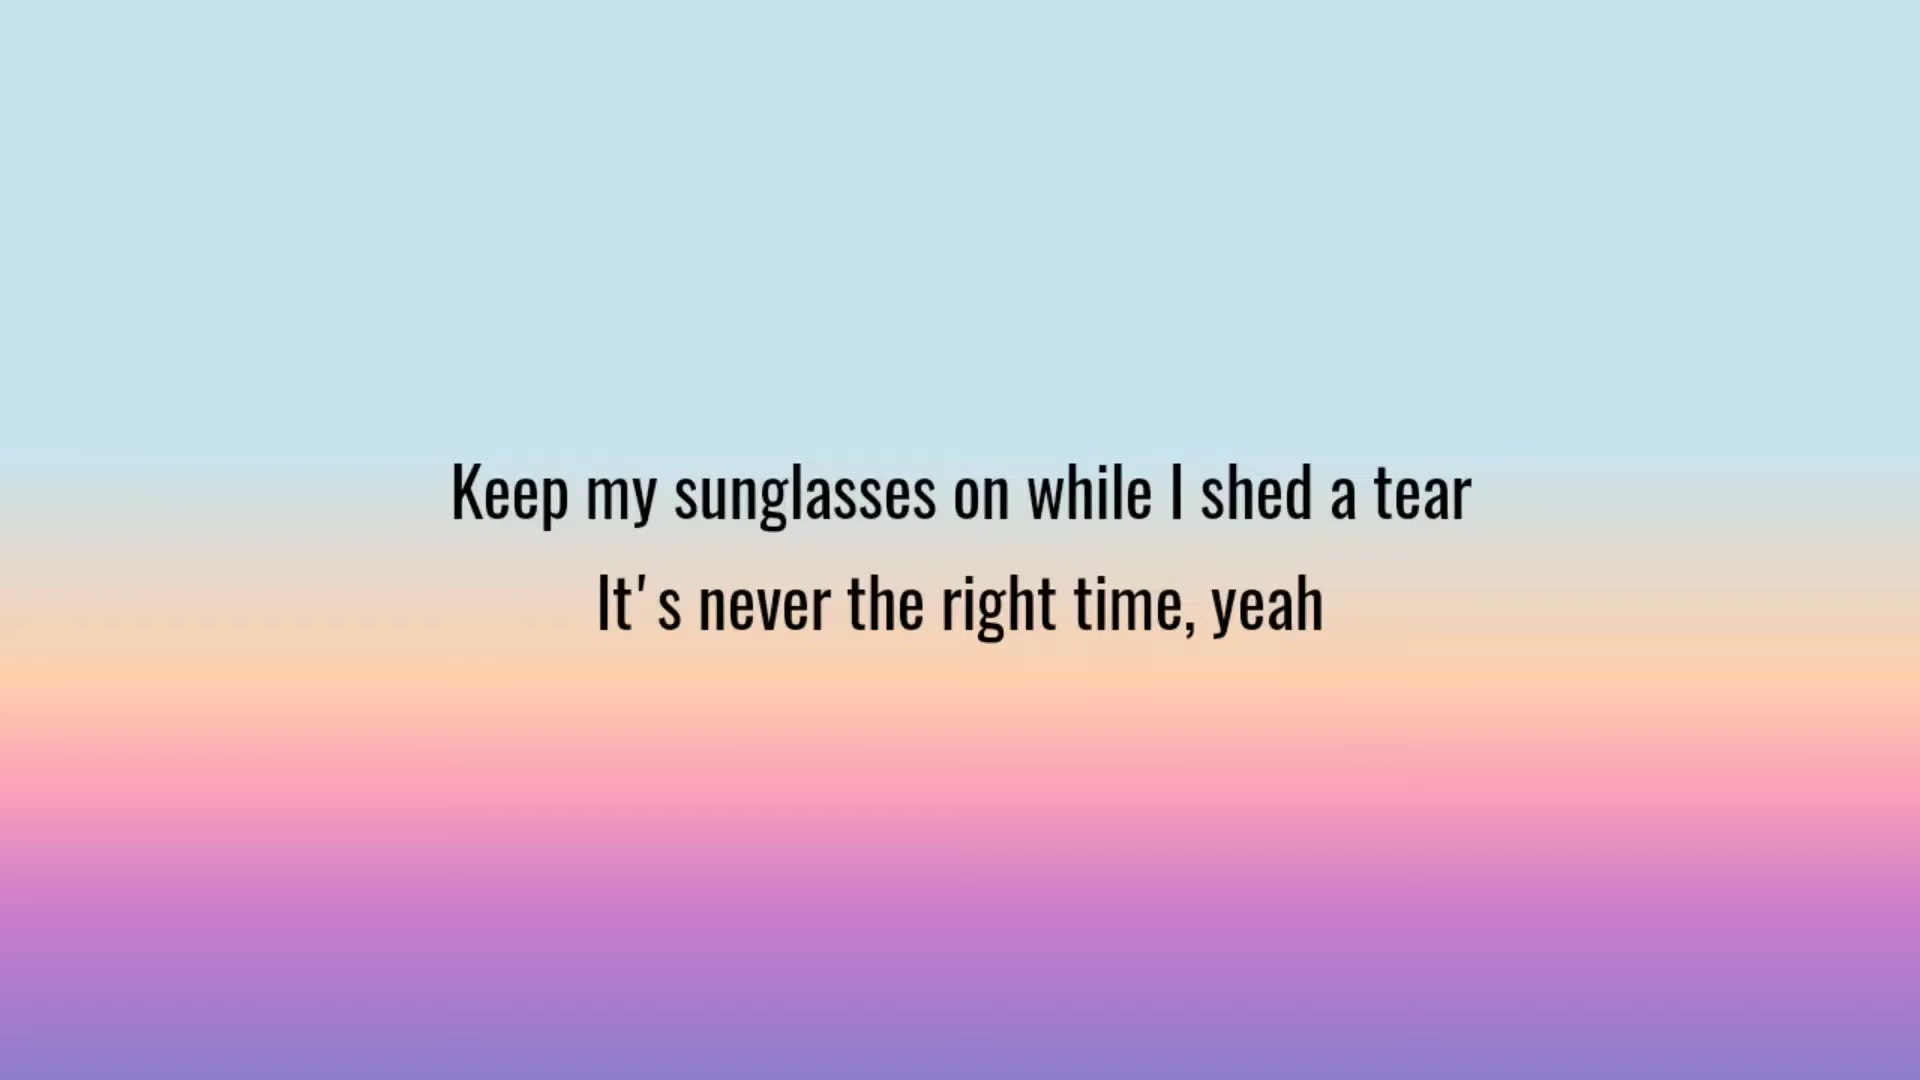 Keep my sunglasses on while I shed a tear
It's never the right time, yeah